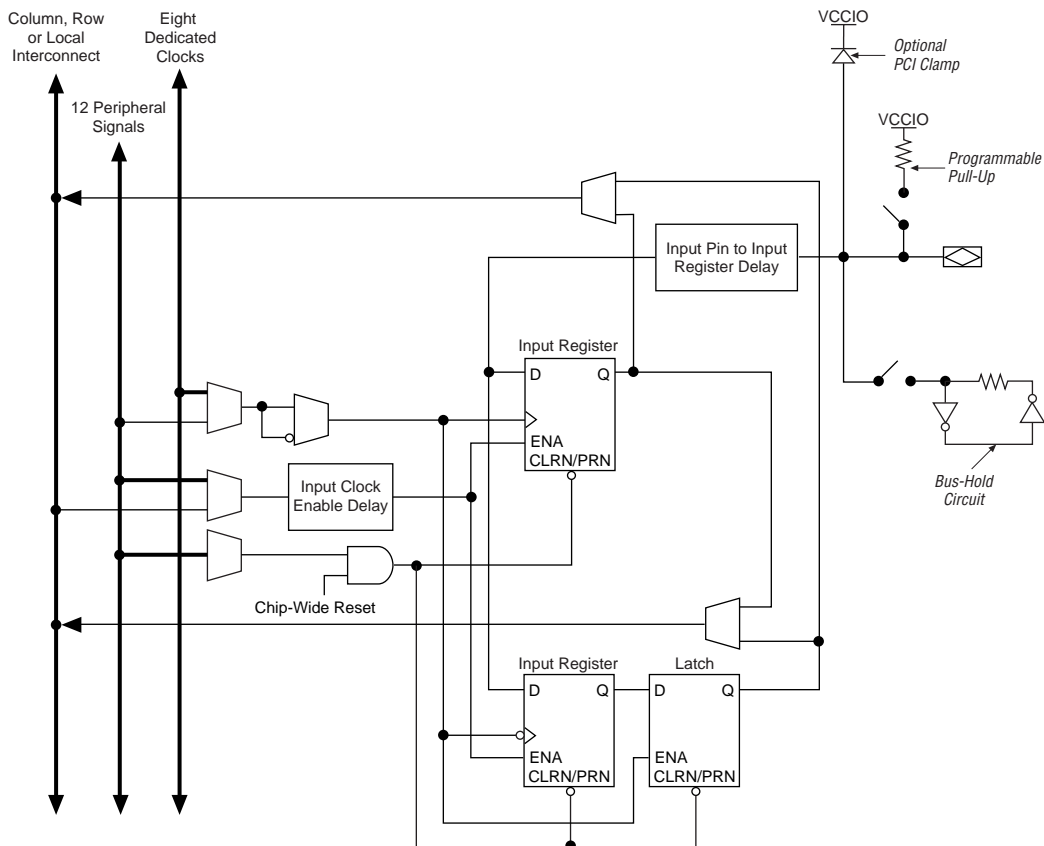 Column, Row
or Local
Interconnect
Eight
Dedicated
Clocks
12 Peripheral
Signals
VCCIO
Optional
PCI Clamp
VCCIO
Programmable
Pull-Up
Input Pin to Input
Register Delay
Input Register
D Q
ENA
CLRN/PRN
Input Clock
Enable Delay
Chip-Wide Reset
Bus-Hold
Circuit
Input Register
D Q
ENA
CLRN/PRN
Latch
D Q
ENA
CLRN/PRN